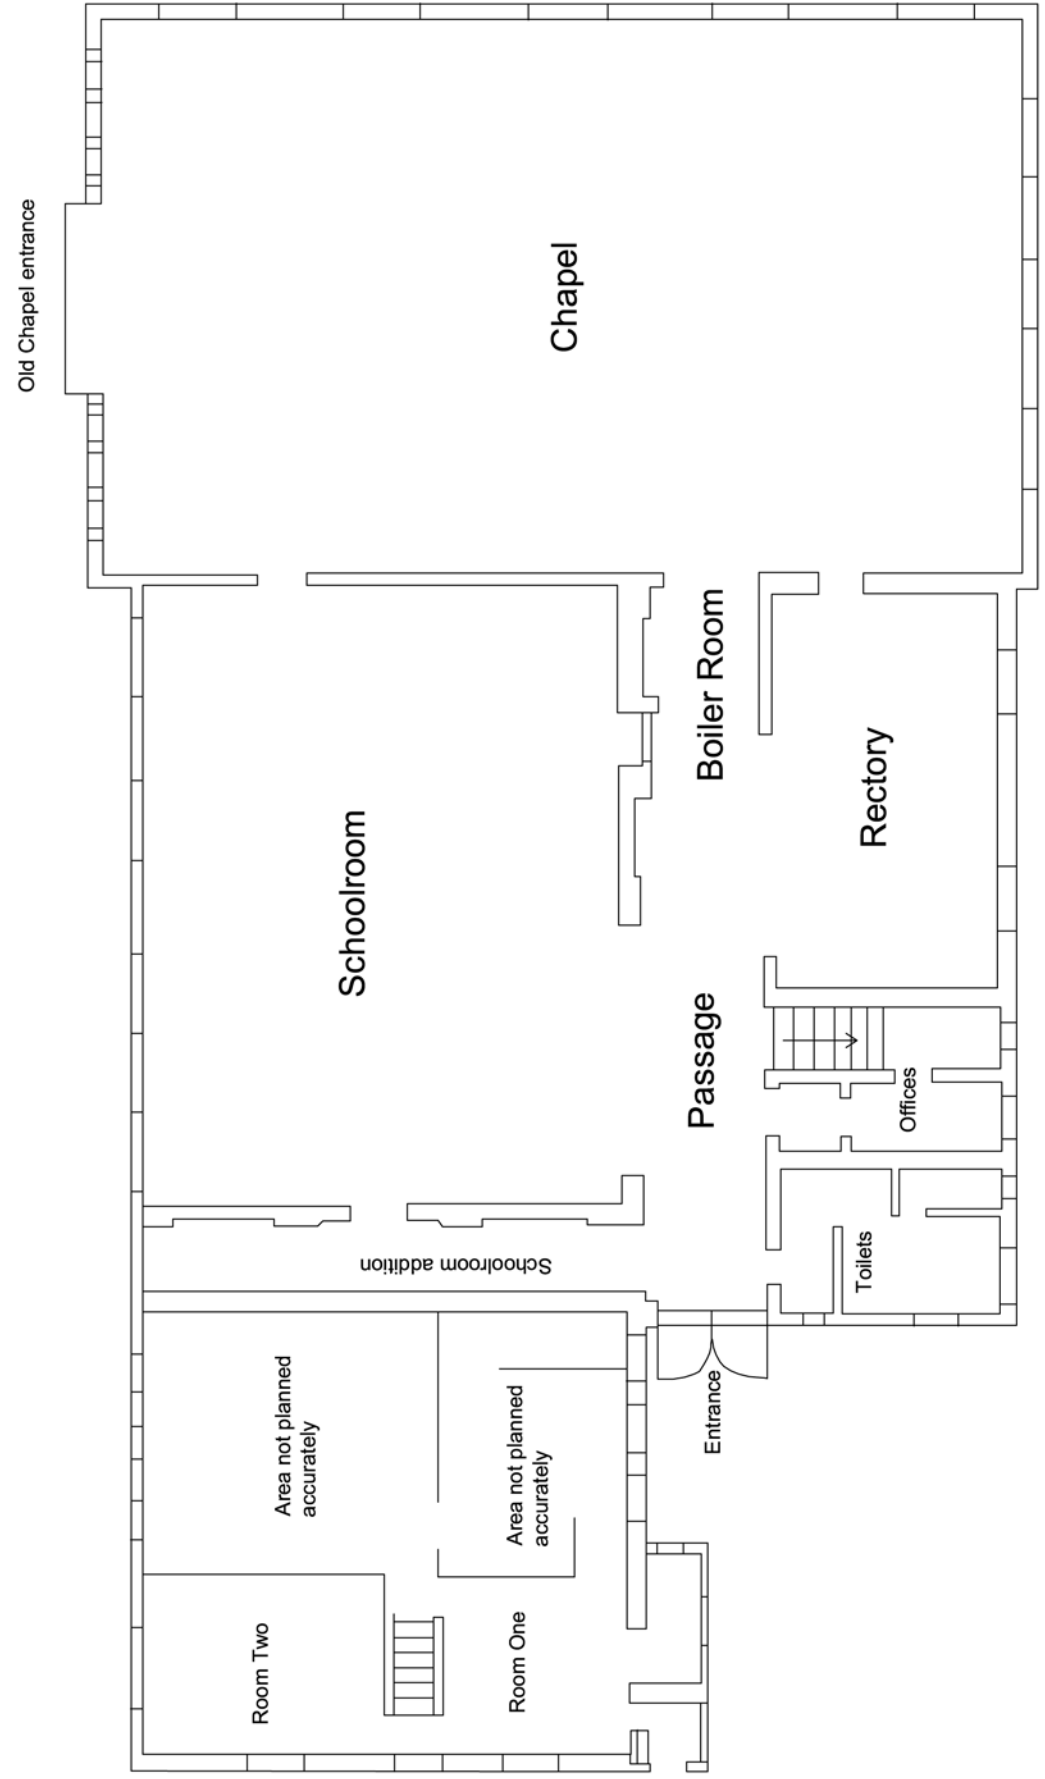 Old Chapel entrance
Chapel
Boiler Room
Rectory
Schoolroom
Passage
Offices
Toilets
Schoolroom addition
Entrance
Area not planned
accurately
Area not planned
accurately
Room Two
Room One